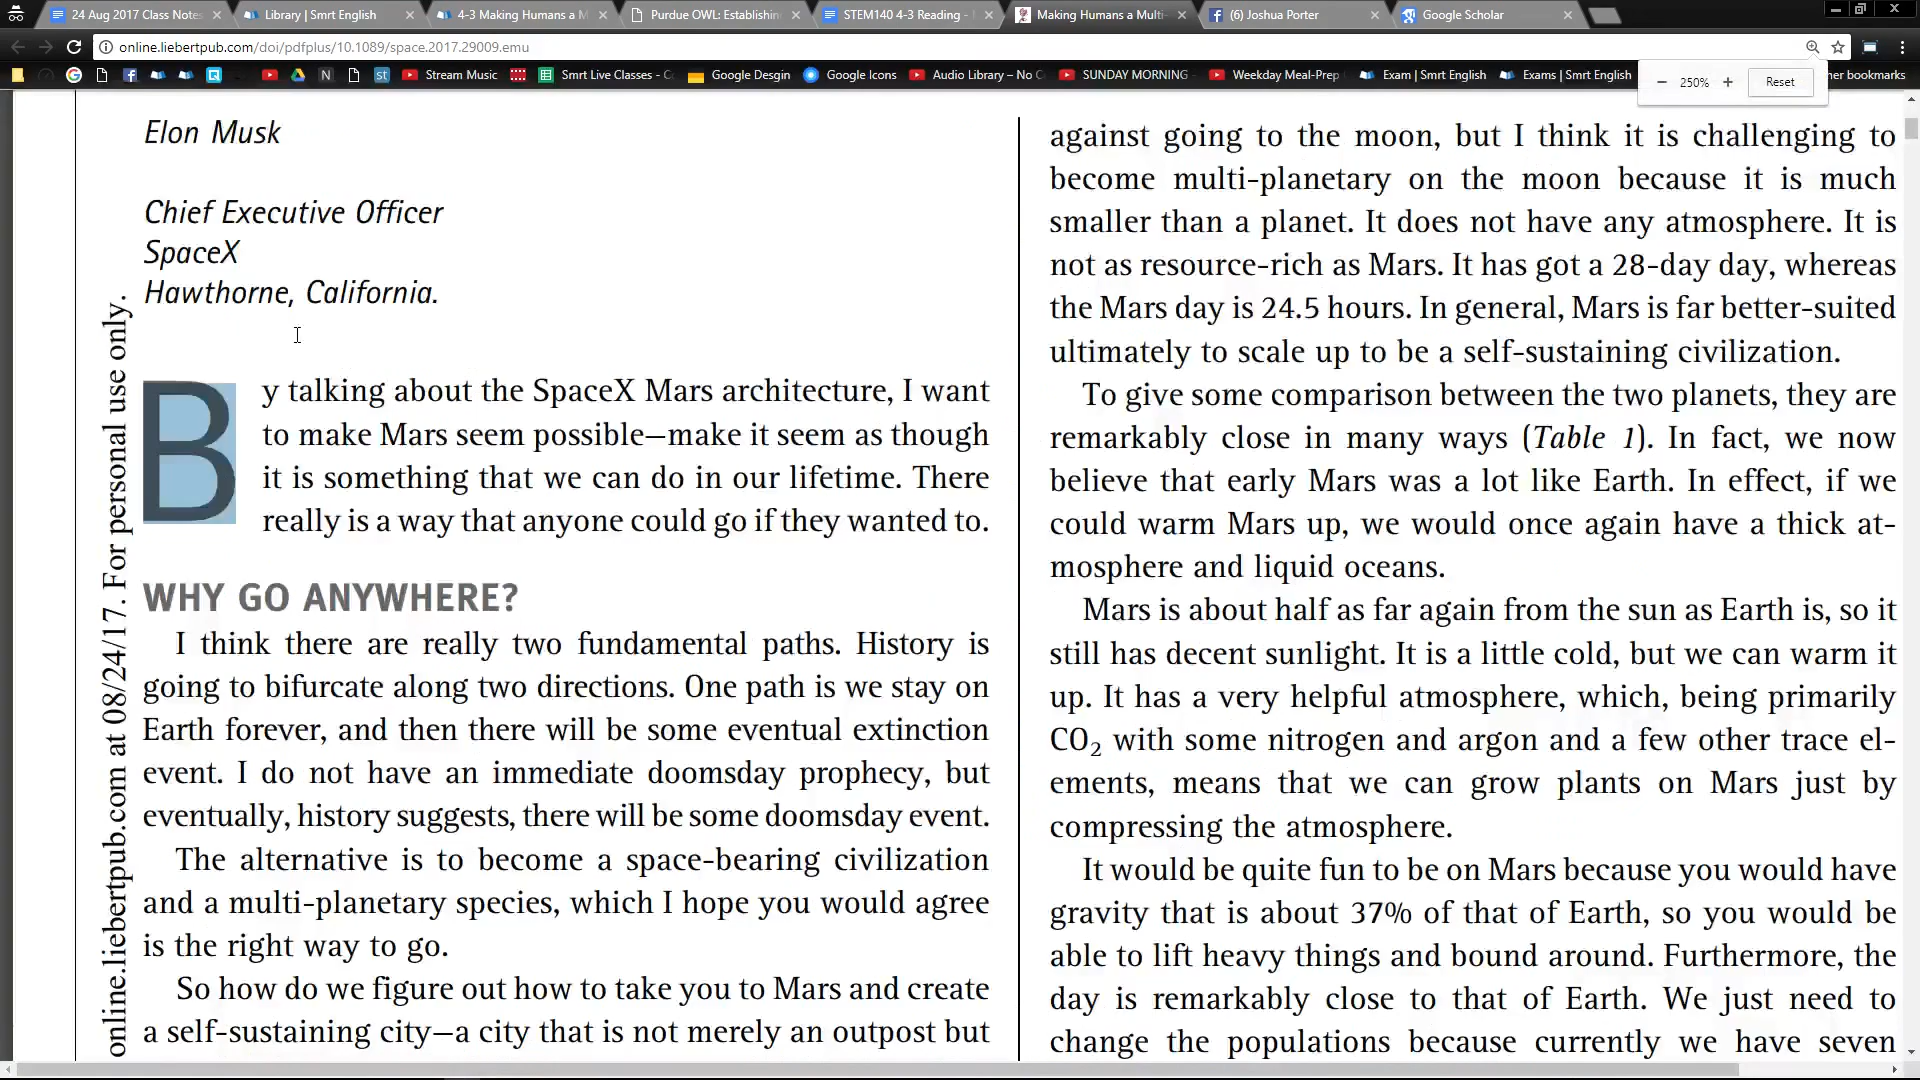 24 Aug 2017 Class Notes
Library | Smrt English
4-3 Making Humans a M
Purdue OWL: Establishin
STEM140 4-3 Reading -
Making Humans a Multi-
(6) Joshua Porter
Google Scholar
online.liebertpub.com/doi/pdfplus/10.1089/space.2017.29009.emu
Stream Music
Smrt Live Classes - C
Google Desgin
Google Icons
Audio Library – No C
SUNDAY MORNING
Weekday Meal-Prep
Exam | Smrt English
Exams | Smrt English
her bookmarks
− 250% + Reset
online.liebertpub.com at 08/24/17. For personal use only.
Elon Musk
Chief Executive Officer
SpaceX
Hawthorne, California.
By talking about the SpaceX Mars architecture, I want
to make Mars seem possible—make it seem as though
it is something that we can do in our lifetime. There
really is a way that anyone could go if they wanted to.
WHY GO ANYWHERE?
I think there are really two fundamental paths. History is
going to bifurcate along two directions. One path is we stay on
Earth forever, and then there will be some eventual extinction
event. I do not have an immediate doomsday prophecy, but
eventually, history suggests, there will be some doomsday event.
The alternative is to become a space-bearing civilization
and a multi-planetary species, which I hope you would agree
is the right way to go.
So how do we figure out how to take you to Mars and create
a self-sustaining city—a city that is not merely an outpost but
against going to the moon, but I think it is challenging to
become multi-planetary on the moon because it is much
smaller than a planet. It does not have any atmosphere. It is
not as resource-rich as Mars. It has got a 28-day day, whereas
the Mars day is 24.5 hours. In general, Mars is far better-suited
ultimately to scale up to be a self-sustaining civilization.
To give some comparison between the two planets, they are
remarkably close in many ways (Table 1). In fact, we now
believe that early Mars was a lot like Earth. In effect, if we
could warm Mars up, we would once again have a thick at-
mosphere and liquid oceans.
Mars is about half as far again from the sun as Earth is, so it
still has decent sunlight. It is a little cold, but we can warm it
up. It has a very helpful atmosphere, which, being primarily
CO₂ with some nitrogen and argon and a few other trace el-
ements, means that we can grow plants on Mars just by
compressing the atmosphere.
It would be quite fun to be on Mars because you would have
gravity that is about 37% of that of Earth, so you would be
able to lift heavy things and bound around. Furthermore, the
day is remarkably close to that of Earth. We just need to
change the populations because currently we have seven